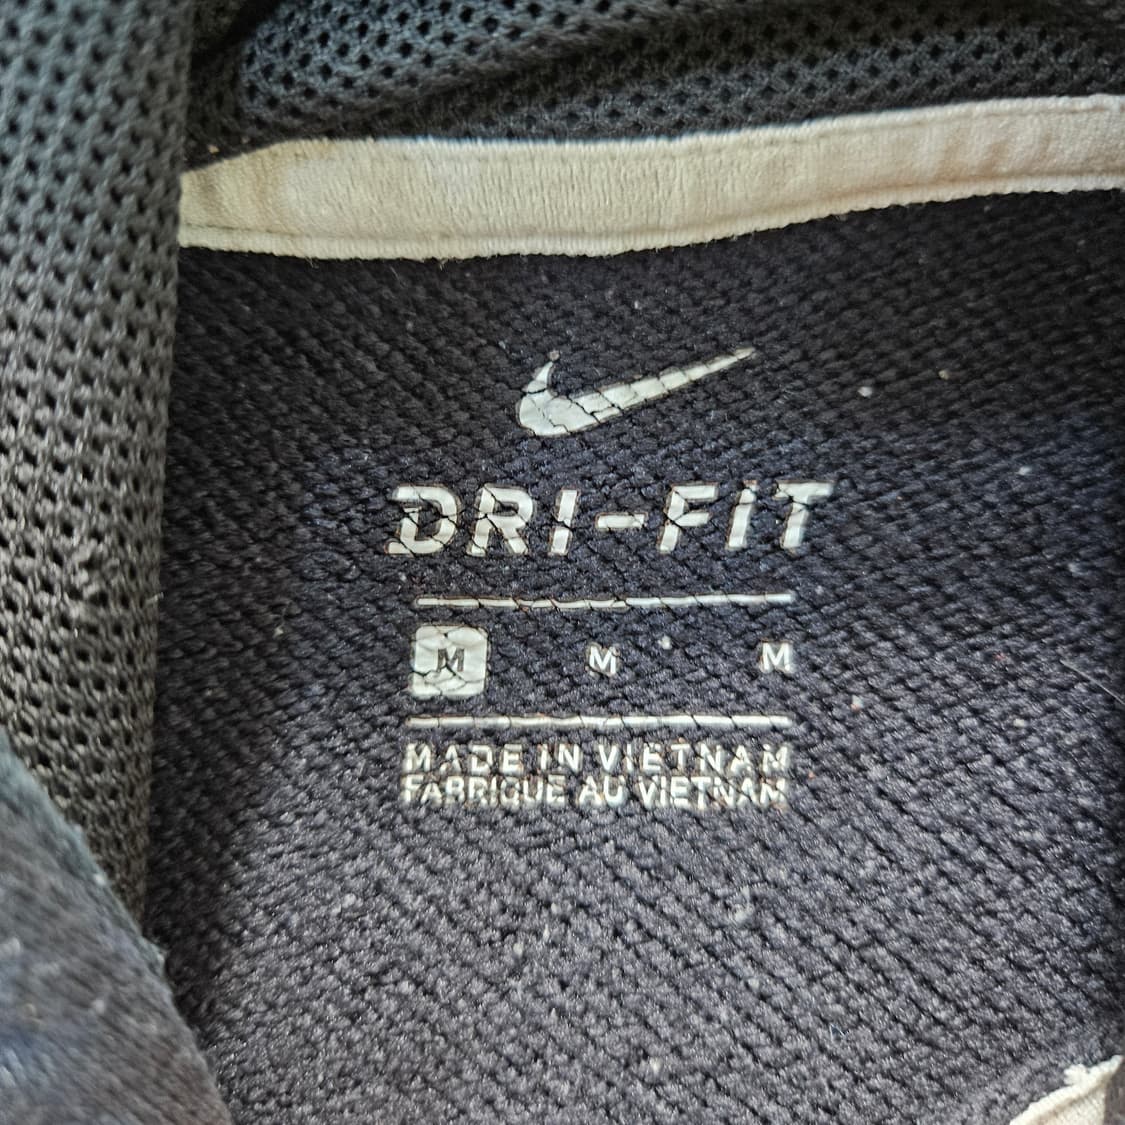 DRI-FIT
M M M
MADE IN VIETNAM
FABRIQUE AU VIETNAM